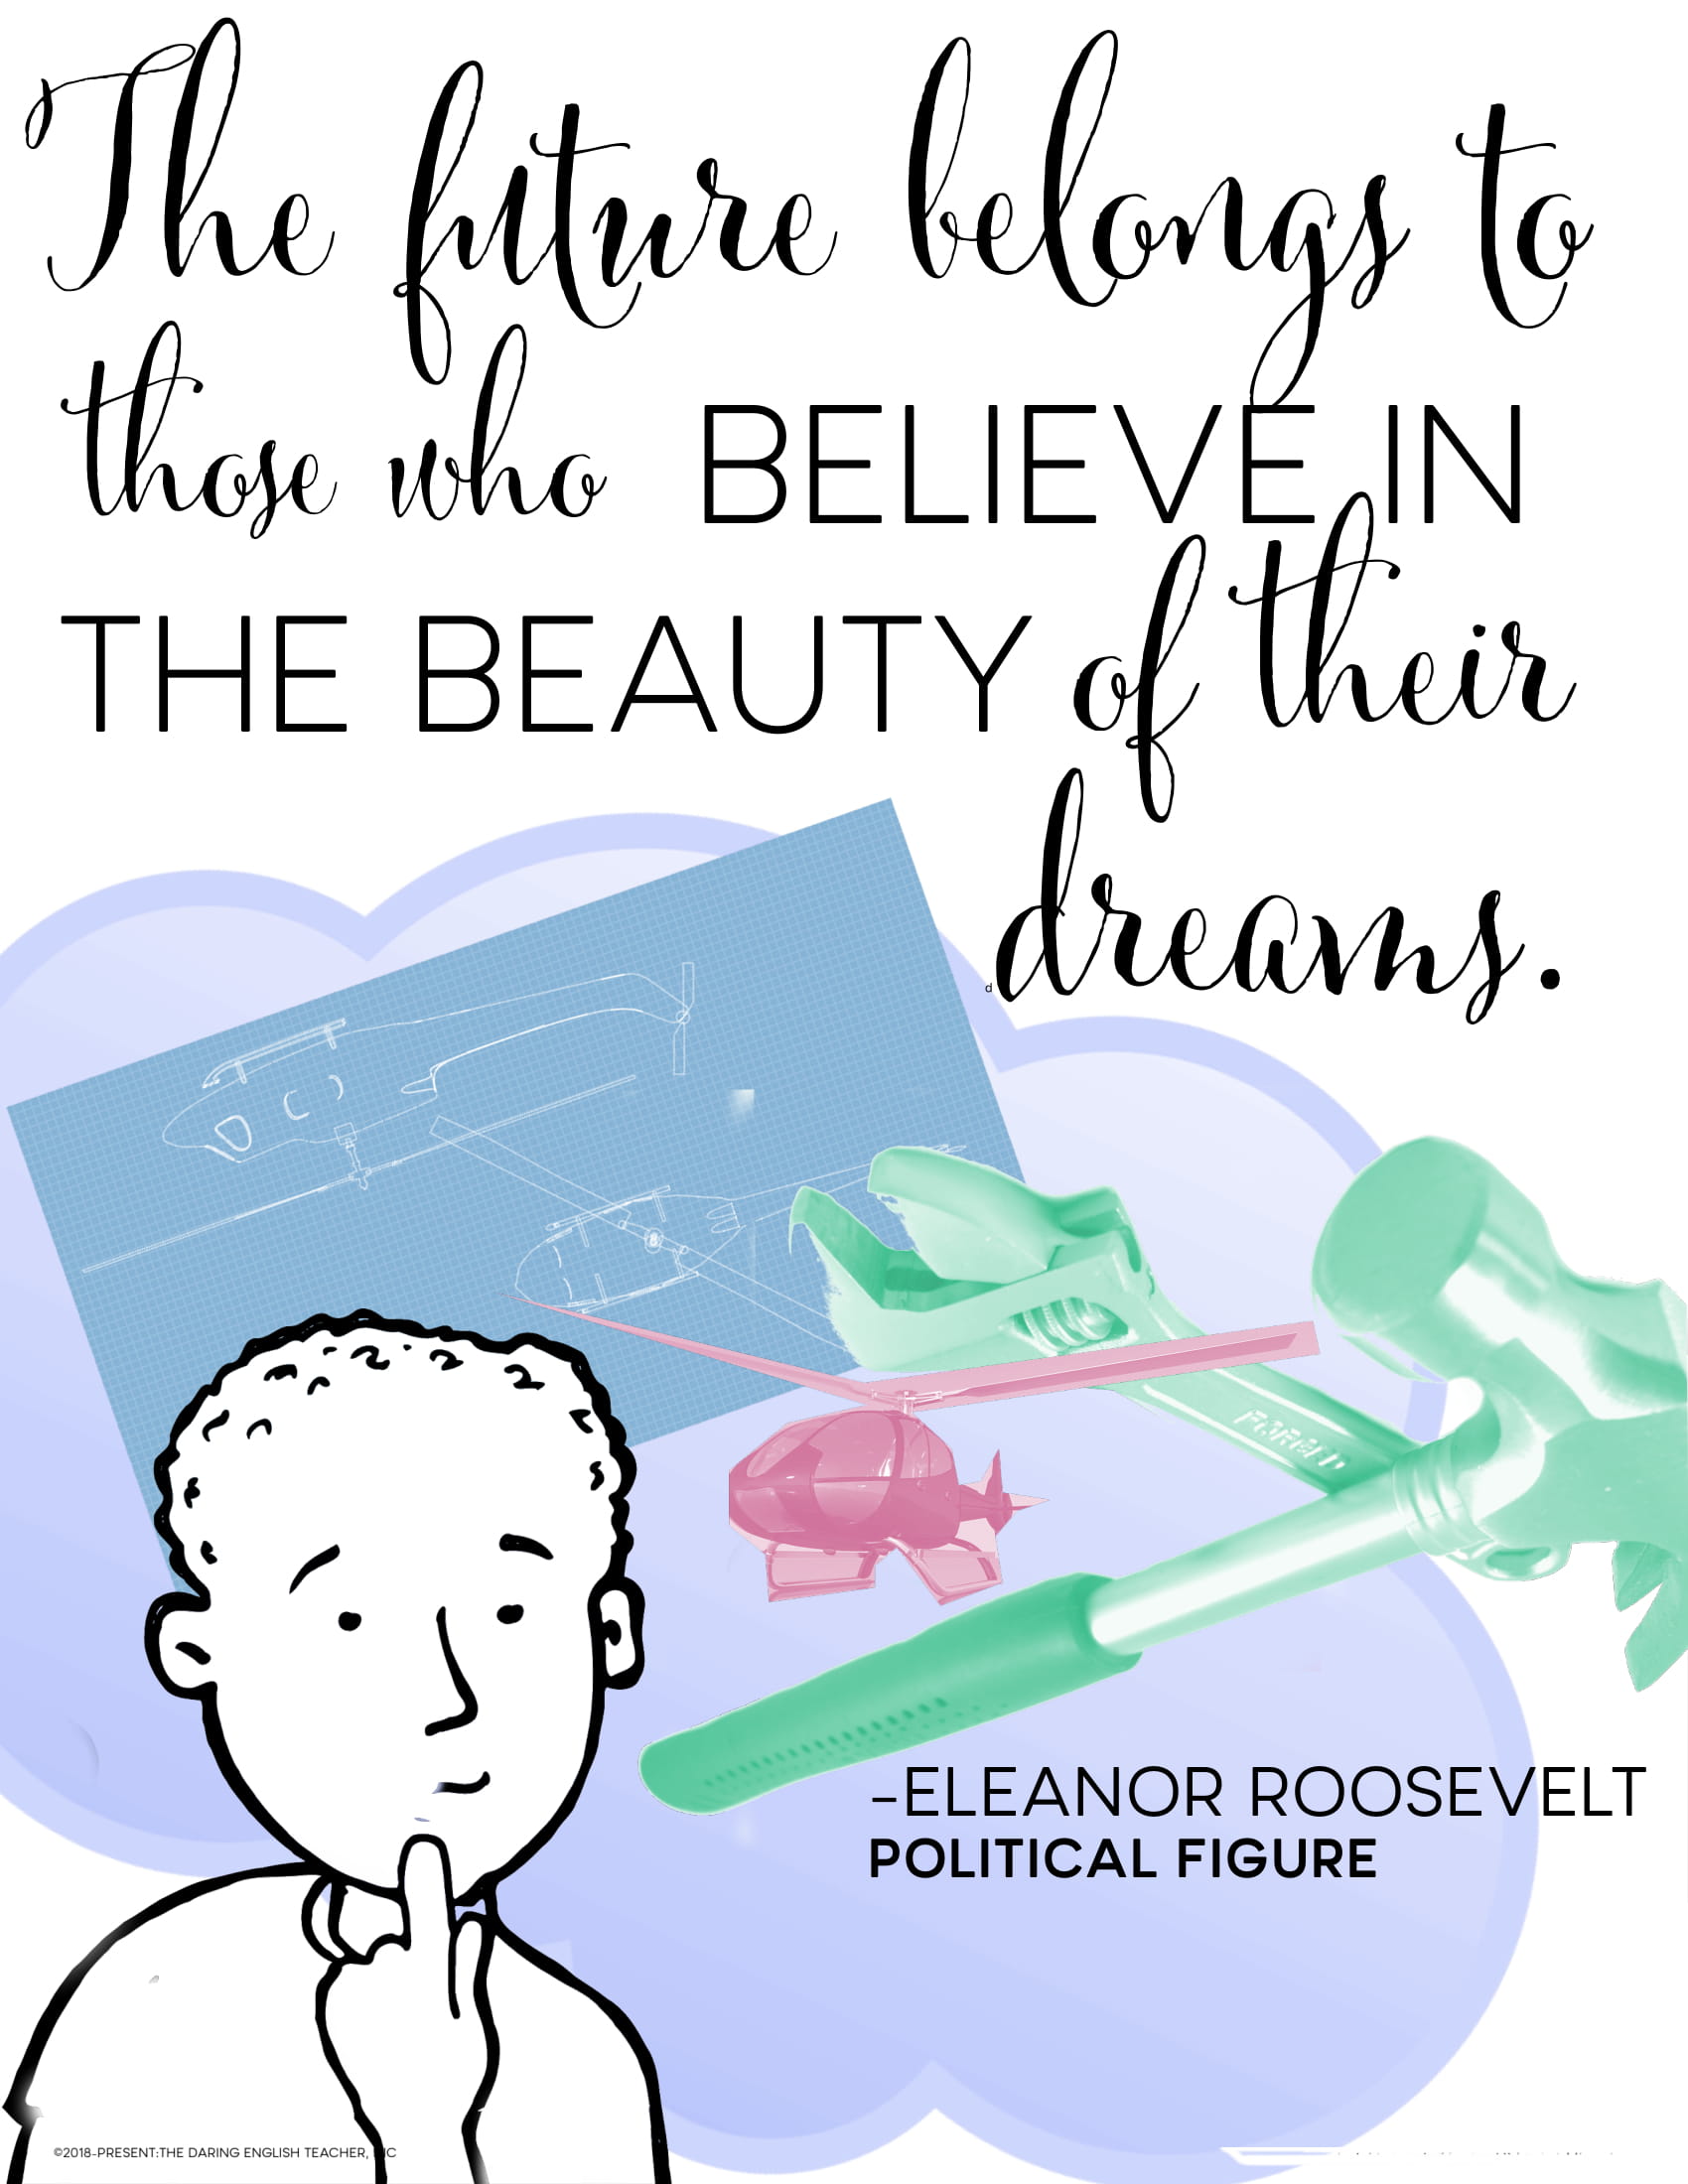 The future belongs to
those who BELIEVE IN
THE BEAUTY of their
dreams.
d
–ELEANOR ROOSEVELT
POLITICAL FIGURE
©2018-PRESENT:THE DARING ENGLISH TEACHER,